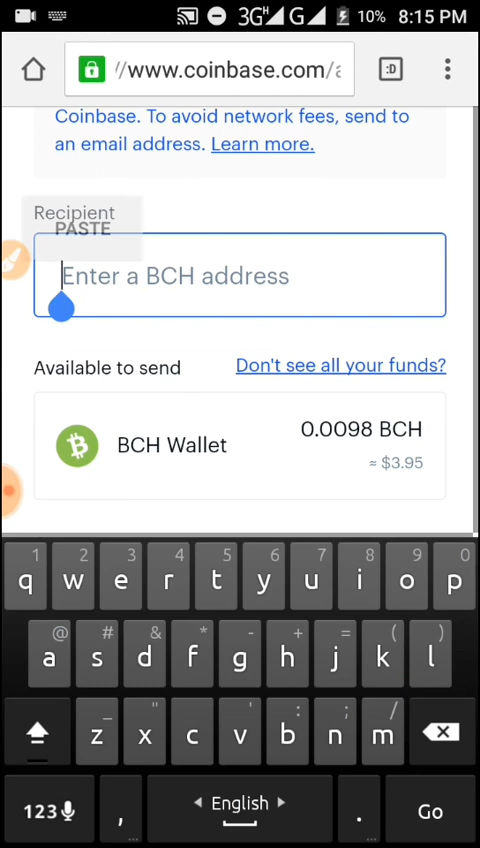 3G H G 10% 8:15 PM
//www.coinbase.com/a :D
Coinbase. To avoid network fees, send to
an email address. Learn more.
Recipient
PASTE
Enter a BCH address
Available to send Don't see all your funds?
BCH Wallet 0.0098 BCH
≈ $3.95
1 2 3 4 5 6 7 8 9 0
q w e r t y u i o p
@ # & * - + = ( )
a s d f g h j k l
_ " ' : ; /
z x c v b n m
123 , English . Go